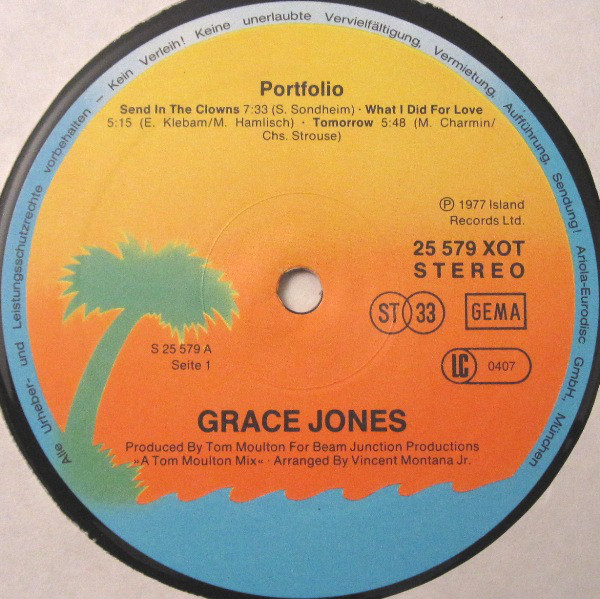 Alle Urheber- und Leistungsschutzrechte vorbehalten – Kein Verleih! Keine unerlaubte Vervielfältigung, Vermietung, Aufführung, Sendung! Ariola-Eurodisc GmbH, München
Portfolio
Send In The Clowns 7:33 (S. Sondheim) · What I Did For Love
5:15 (E. Klebam/M. Hamlisch) · Tomorrow 5:48 (M. Charmin/
Chs. Strouse)
℗ 1977 Island
Records Ltd.
25 579 XOT
STEREO
ST 33 GEMA
S 25 579 A
Seite 1
LC 0407
GRACE JONES
Produced By Tom Moulton For Beam Junction Productions
»A Tom Moulton Mix« · Arranged By Vincent Montana Jr.